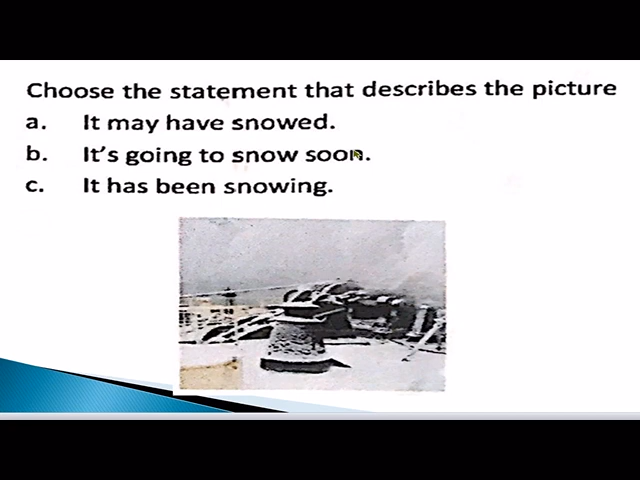 Choose the statement that describes the picture
a. It may have snowed.
b. It's going to snow soon.
c. It has been snowing.